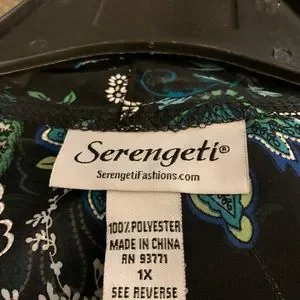 Serengeti®
SerengetiFashions.com
100% POLYESTER
MADE IN CHINA
RN 93771
1X
SEE REVERSE